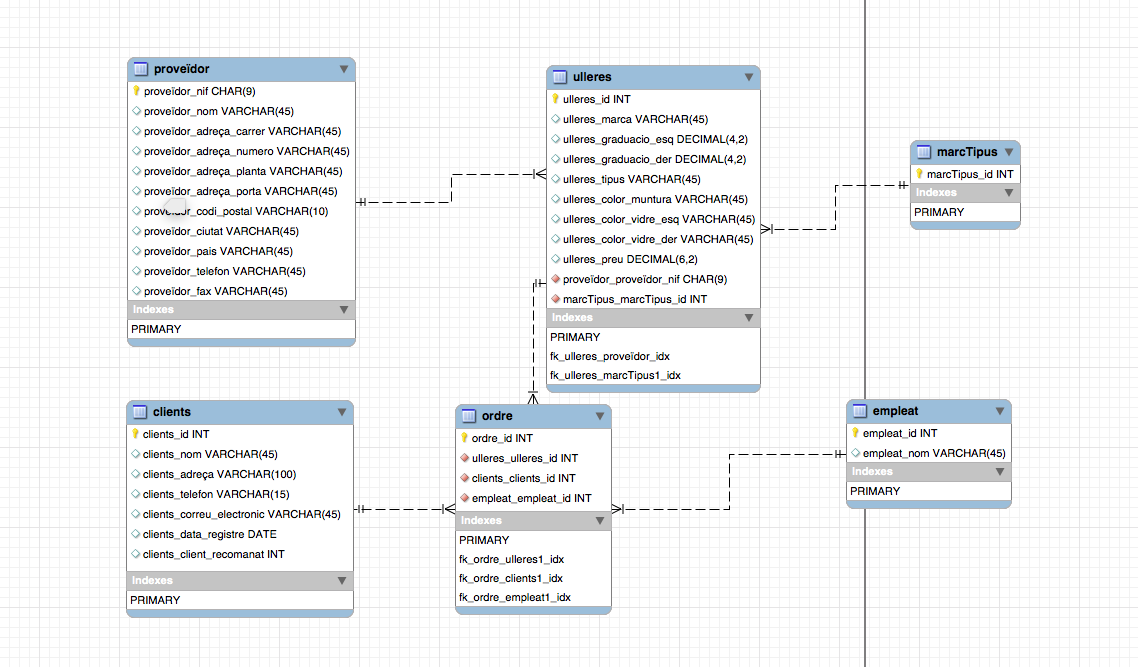 proveïdor
proveïdor_nif CHAR(9)
proveïdor_nom VARCHAR(45)
proveïdor_adreça_carrer VARCHAR(45)
proveïdor_adreça_numero VARCHAR(45)
proveïdor_adreça_planta VARCHAR(45)
proveïdor_adreça_porta VARCHAR(45)
proveïdor_codi_postal VARCHAR(10)
proveïdor_ciutat VARCHAR(45)
proveïdor_pais VARCHAR(45)
proveïdor_telefon VARCHAR(45)
proveïdor_fax VARCHAR(45)
Indexes
PRIMARY
ulleres
ulleres_id INT
ulleres_marca VARCHAR(45)
ulleres_graduacio_esq DECIMAL(4,2)
ulleres_graduacio_der DECIMAL(4,2)
ulleres_tipus VARCHAR(45)
ulleres_color_muntura VARCHAR(45)
ulleres_color_vidre_esq VARCHAR(45)
ulleres_color_vidre_der VARCHAR(45)
ulleres_preu DECIMAL(6,2)
proveïdor_proveïdor_nif CHAR(9)
marcTipus_marcTipus_id INT
Indexes
PRIMARY
fk_ulleres_proveïdor_idx
fk_ulleres_marcTipus1_idx
marcTipus
marcTipus_id INT
Indexes
PRIMARY
clients
clients_id INT
clients_nom VARCHAR(45)
clients_adreça VARCHAR(100)
clients_telefon VARCHAR(15)
clients_correu_electronic VARCHAR(45)
clients_data_registre DATE
clients_client_recomanat INT
Indexes
PRIMARY
ordre
ordre_id INT
ulleres_ulleres_id INT
clients_clients_id INT
empleat_empleat_id INT
Indexes
PRIMARY
fk_ordre_ulleres1_idx
fk_ordre_clients1_idx
fk_ordre_empleat1_idx
empleat
empleat_id INT
empleat_nom VARCHAR(45)
Indexes
PRIMARY